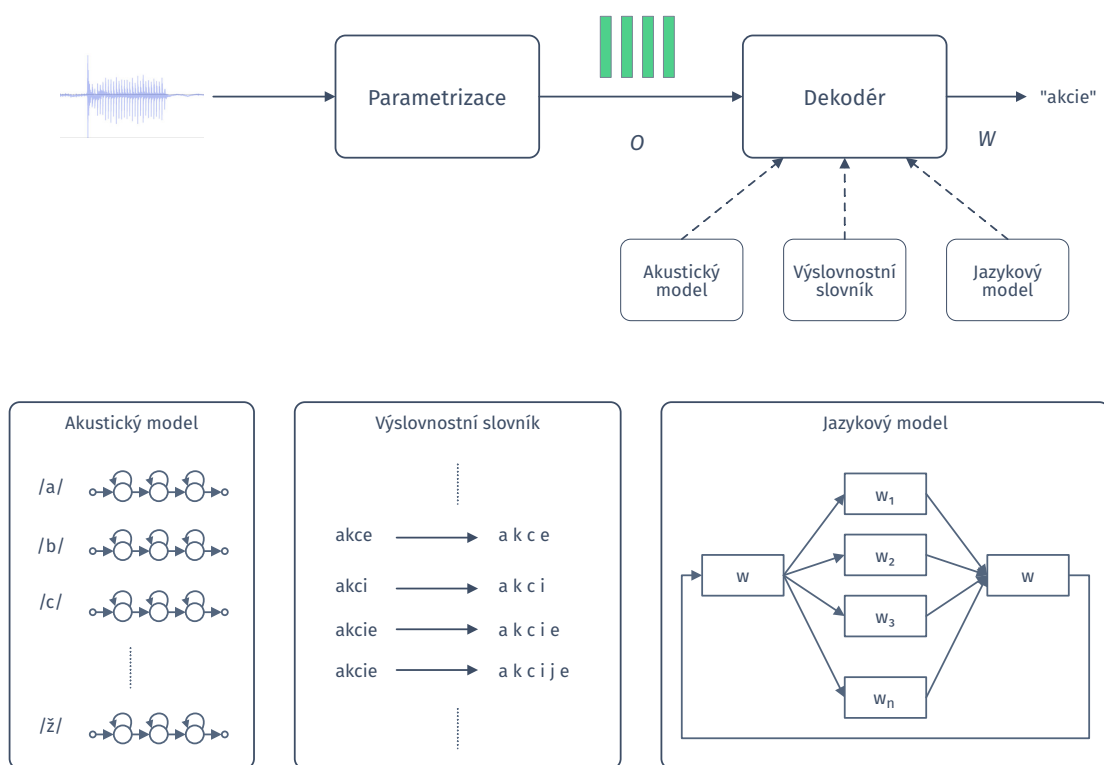 Parametrizace
Dekodér
"akcie"
O
W
Akustický
model
Výslovnostní
slovník
Jazykový
model
Akustický model
/a/
/b/
/c/
/ž/
Výslovnostní slovník
akce a k c e
akci a k c i
akcie a k c i e
akcie a k c i j e
Jazykový model
w
w₁
w₂
w₃
wₙ
w